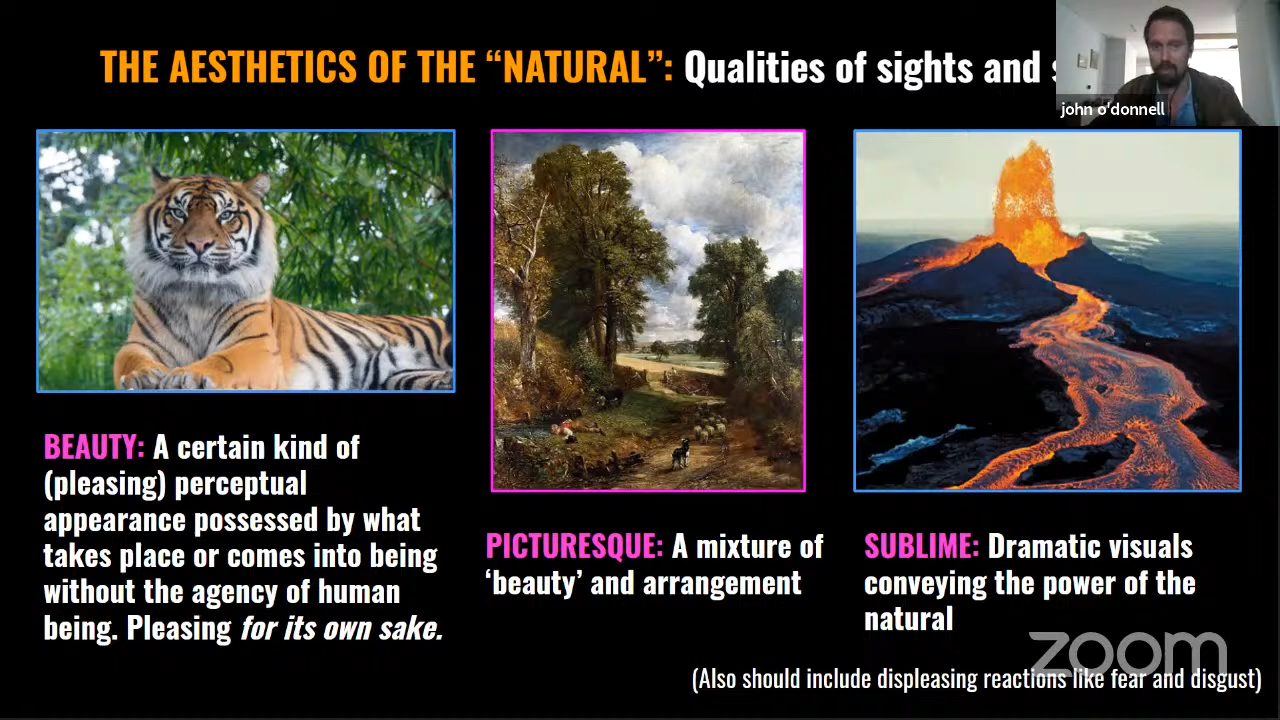 THE AESTHETICS OF THE “NATURAL”: Qualities of sights and
john o'donnell
BEAUTY: A certain kind of
(pleasing) perceptual
appearance possessed by what
takes place or comes into being
without the agency of human
being. Pleasing for its own sake.
PICTURESQUE: A mixture of
‘beauty’ and arrangement
SUBLIME: Dramatic visuals
conveying the power of the
natural
zoom
(Also should include displeasing reactions like fear and disgust)